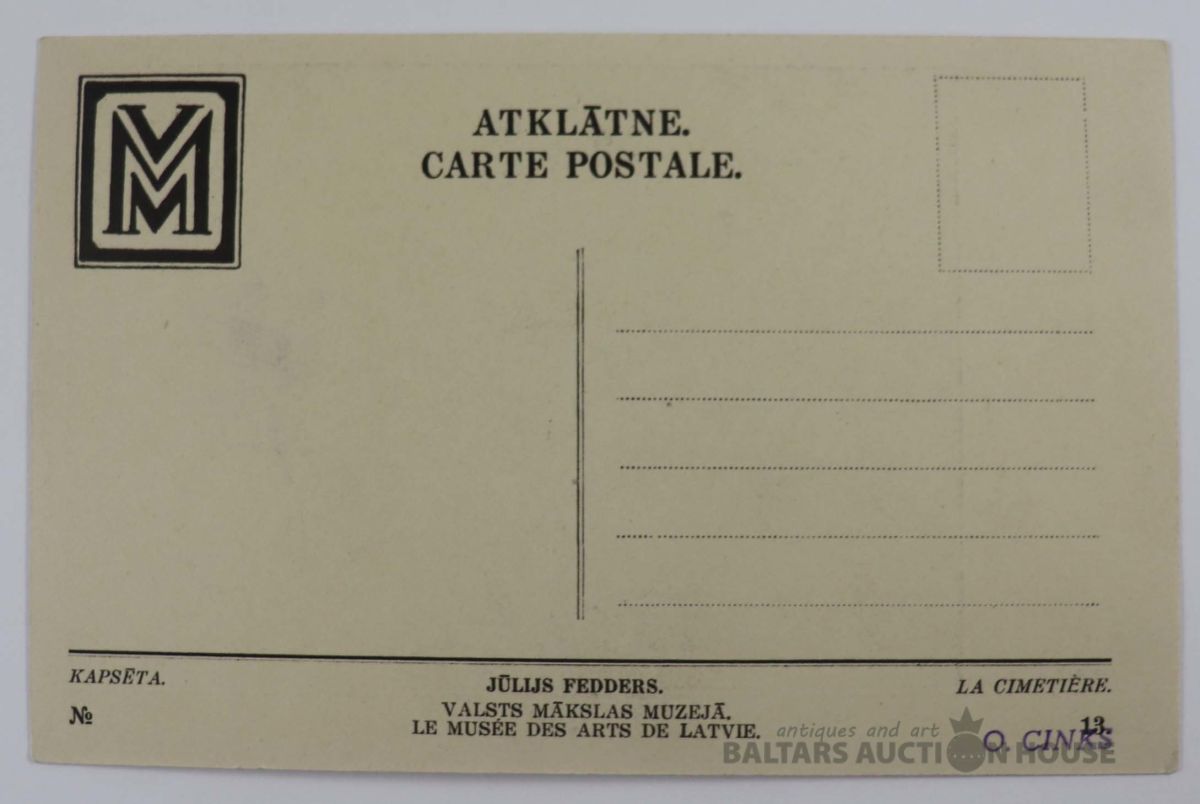 VMM
ATKLĀTNE.
CARTE POSTALE.
KAPSĒTA.
JŪLIJS FEDDERS.
LA CIMETIÈRE.
№
VALSTS MĀKSLAS MUZEJĀ.
13.
LE MUSÉE DES ARTS DE LATVIE.
O. CINKS
antiques and art
BALTARS AUCTION HOUSE